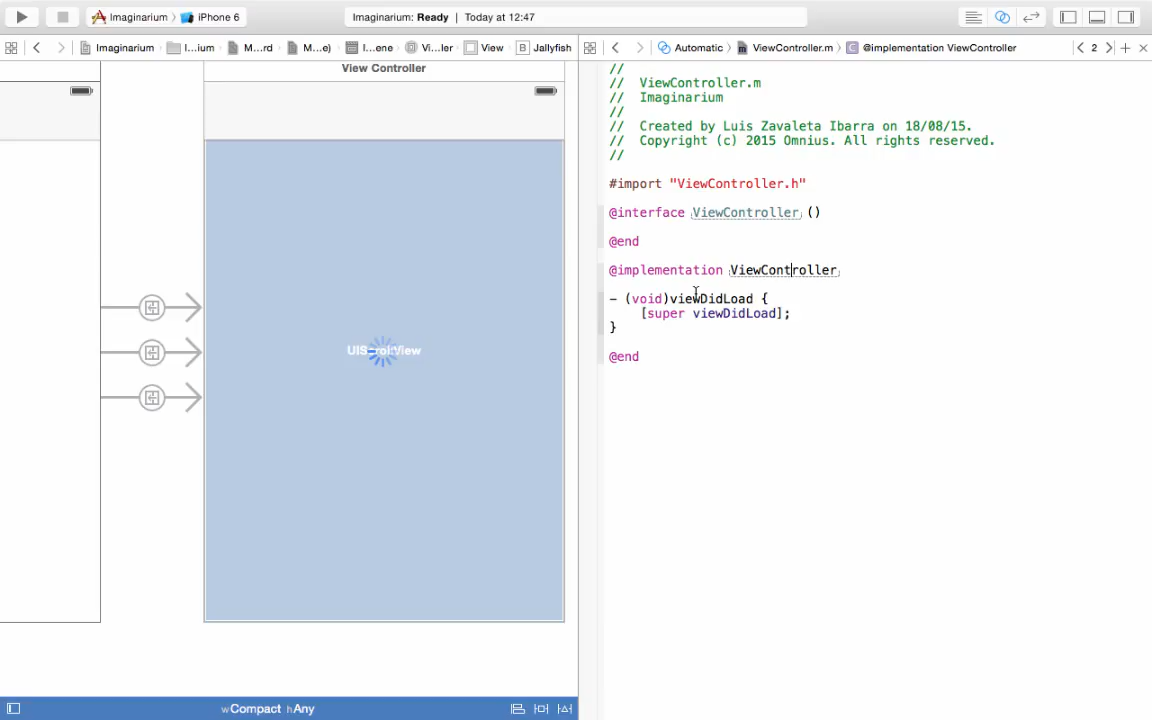 Imaginarium
iPhone 6
Imaginarium: Ready | Today at 12:47
Imaginarium
I...ium
M...rd
M...e)
I...ene
Vi...ler
View
B
Jellyfish
Automatic
ViewController.m
C
@implementation ViewController
2
View Controller
UIScrollView
wCompact hAny
//
//  ViewController.m
//  Imaginarium
//
//  Created by Luis Zavaleta Ibarra on 18/08/15.
//  Copyright (c) 2015 Omnius. All rights reserved.
//
#import "ViewController.h"
@interface ViewController ()
@end
@implementation ViewController
- (void)viewDidLoad {
[super viewDidLoad];
}
@end